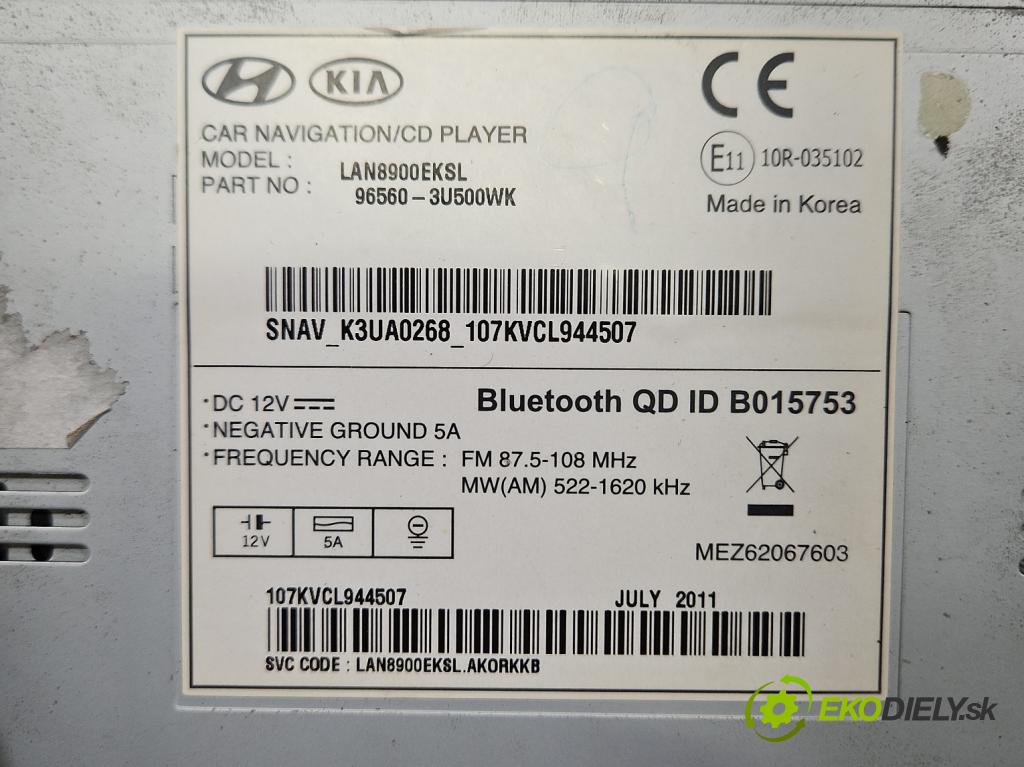 KIA
CE
CAR NAVIGATION/CD PLAYER
MODEL : LAN8900EKSL
PART NO : 96560-3U500WK
E11 10R-035102
Made in Korea
SNAV_K3UA0268_107KVCL944507
·DC 12V
Bluetooth QD ID B015753
·NEGATIVE GROUND 5A
·FREQUENCY RANGE : FM 87.5-108 MHz
MW(AM) 522-1620 kHz
12V 5A
MEZ62067603
107KVCL944507 JULY 2011
SVC CODE : LAN8900EKSL.AKORKKB
EKODIELY.sk